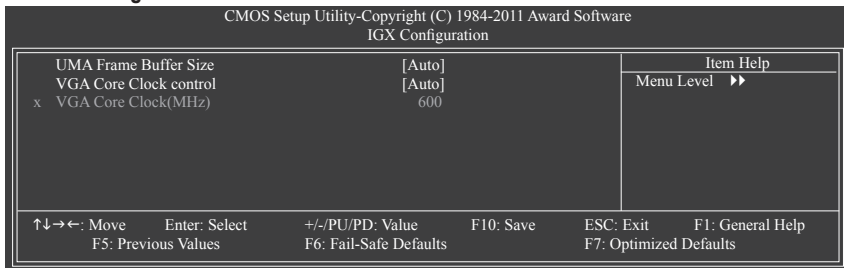 CMOS Setup Utility-Copyright (C) 1984-2011 Award Software
IGX Configuration
UMA Frame Buffer Size [Auto] Item Help
VGA Core Clock control [Auto] Menu Level
x VGA Core Clock(MHz) 600
↑↓→←: Move Enter: Select +/-/PU/PD: Value F10: Save ESC: Exit F1: General Help
F5: Previous Values F6: Fail-Safe Defaults F7: Optimized Defaults